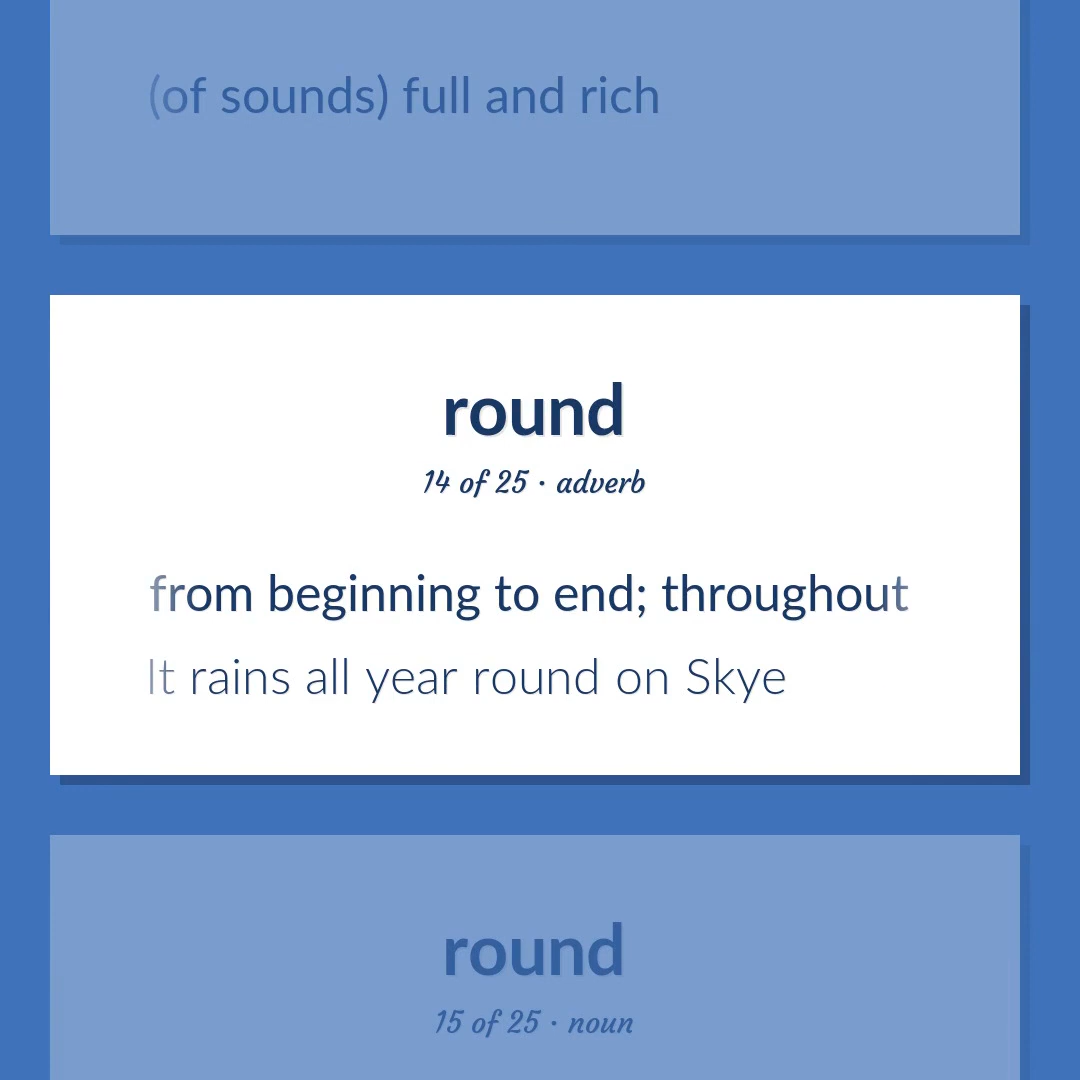 (of sounds) full and rich
round
14 of 25 · adverb
from beginning to end; throughout
It rains all year round on Skye
round
15 of 25 · noun